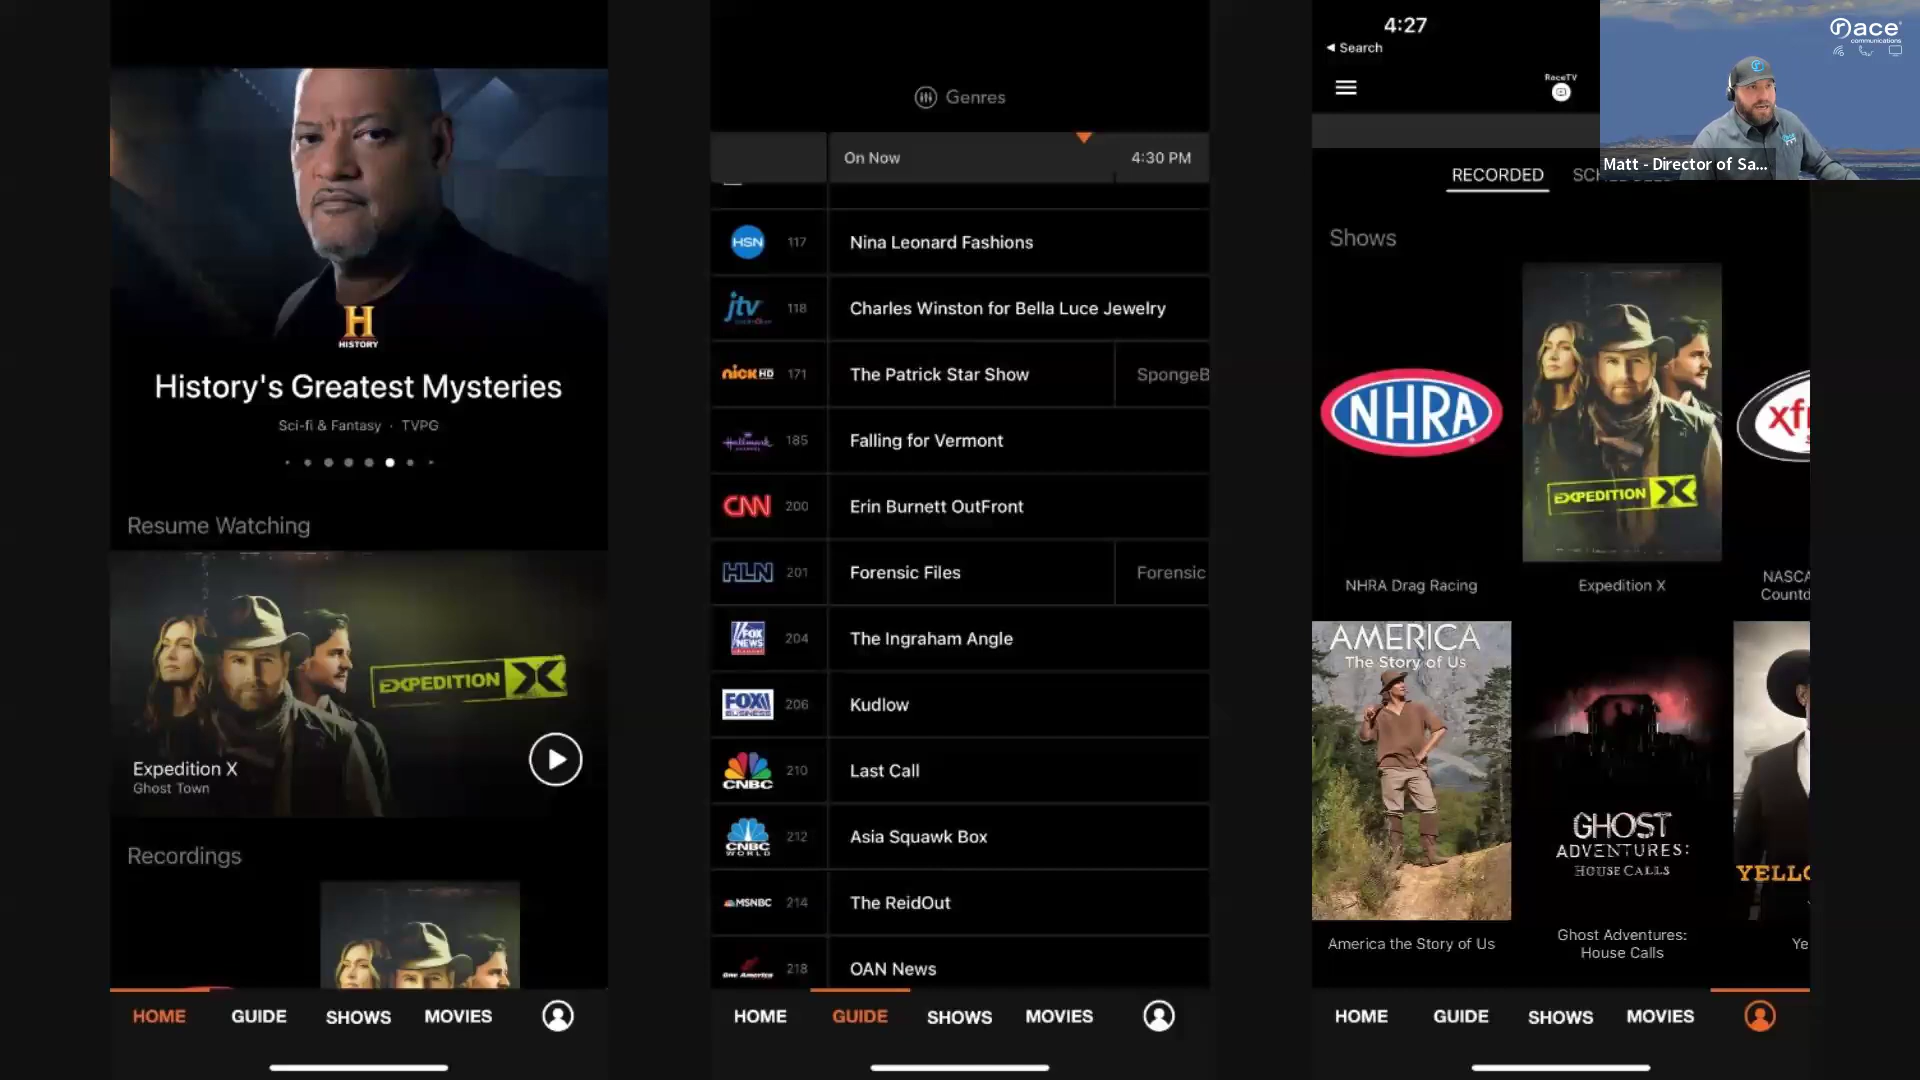 HISTORY
History's Greatest Mysteries
Sci-fi & Fantasy · TVPG
Resume Watching
EXPEDITION X
Expedition X
Ghost Town
Recordings
HOME
GUIDE
SHOWS
MOVIES
Genres
On Now
4:30 PM
HSN
117
Nina Leonard Fashions
jtv
118
Charles Winston for Bella Luce Jewelry
nick HD
171
The Patrick Star Show
SpongeB
Hallmark
CHANNEL
185
Falling for Vermont
CNN
200
Erin Burnett OutFront
HLN
201
Forensic Files
Forensic
FOX
NEWS
channel
204
The Ingraham Angle
FOX
BUSINESS
206
Kudlow
CNBC
210
Last Call
CNBC
WORLD
212
Asia Squawk Box
MSNBC
214
The ReidOut
One America
218
OAN News
HOME
GUIDE
SHOWS
MOVIES
4:27
Search
RaceTV
race
communications
Matt - Director of Sa...
RECORDED
Shows
NHRA
EXPEDITION X
xfi
NHRA Drag Racing
Expedition X
NASCA
Countd
AMERICA
The Story of Us
GHOST
ADVENTURES:
HOUSE CALLS
YELLO
America the Story of Us
Ghost Adventures:
House Calls
Ye
HOME
GUIDE
SHOWS
MOVIES